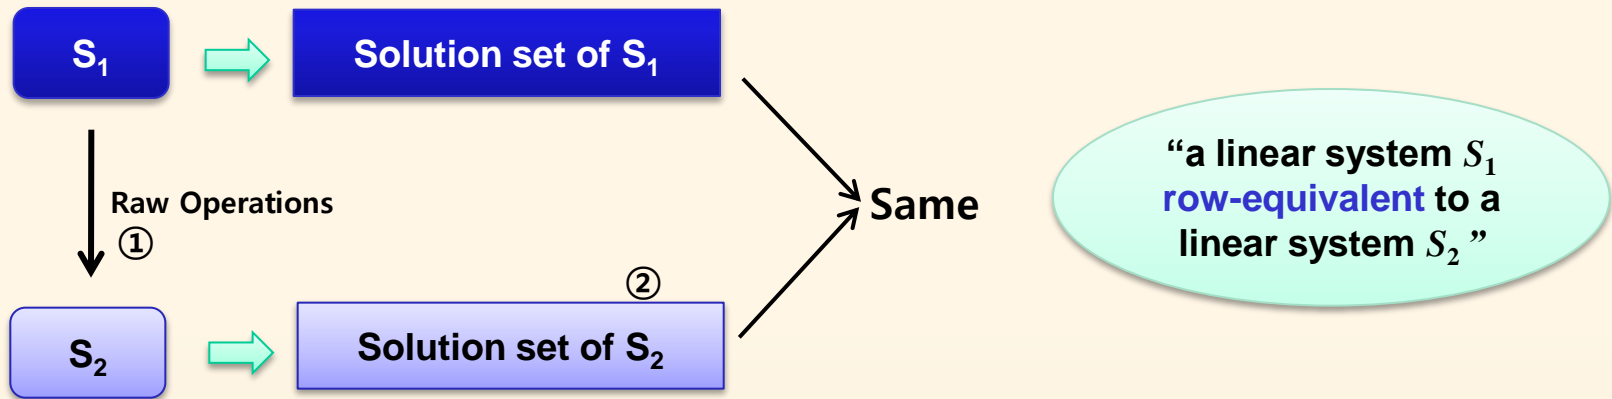 S₁
Solution set of S₁
Raw Operations
①
Same
“a linear system S₁
row-equivalent to a
linear system S₂ ”
②
S₂
Solution set of S₂